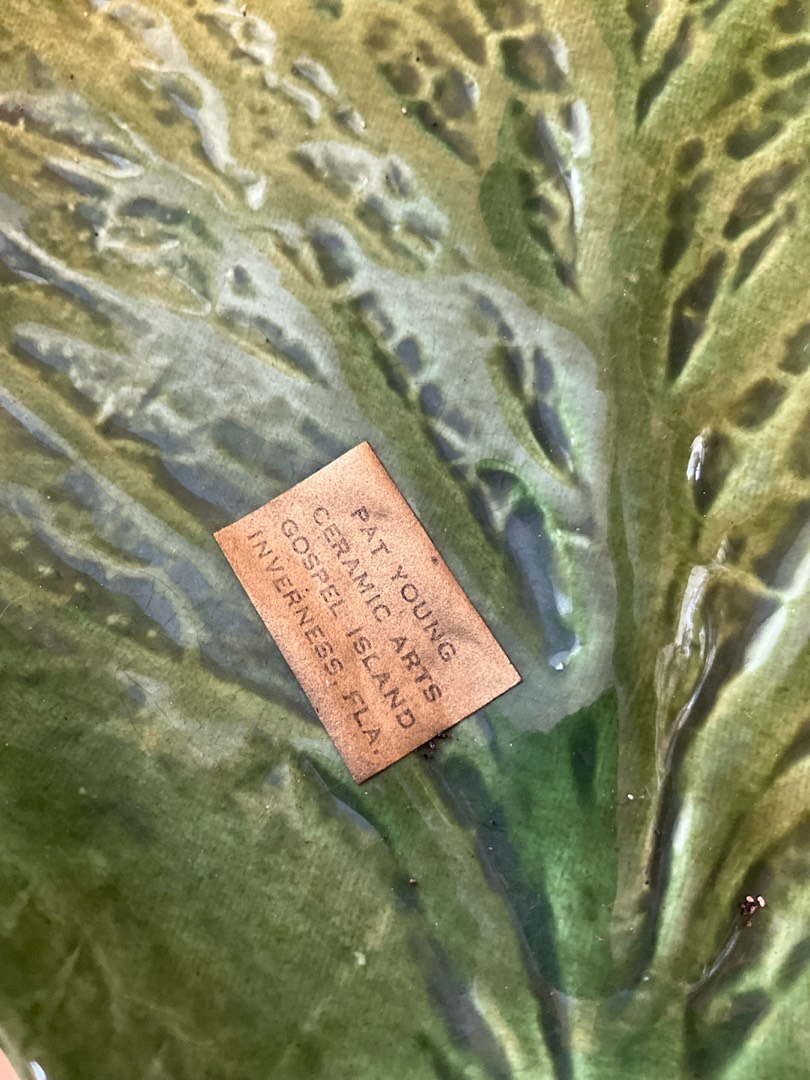 PAT YOUNG
CERAMIC ARTS
GOSPEL ISLAND
INVERNESS, FLA.